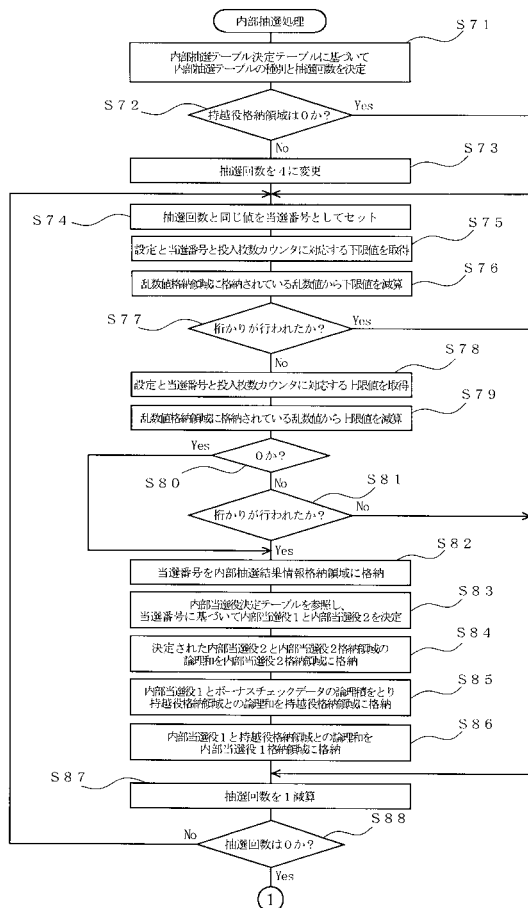 内部抽選処理
S71
内部抽選テーブル決定テーブルに基づいて
内部抽選テーブルの種別と抽選回数を決定
S72
持越役格納領域は0か?
Yes
No
S73
抽選回数を4に変更
S74
抽選回数と同じ値を当選番号としてセット
S75
設定と当選番号と投入枚数カウンタに対応する下限値を取得
S76
乱数値格納領域に格納されている乱数値から下限値を減算
S77
桁かりが行われたか?
Yes
No
S78
設定と当選番号と投入枚数カウンタに対応する上限値を取得
S79
乱数値格納領域に格納されている乱数値から上限値を減算
Yes
0か?
S80
No
S81
桁かりが行われたか?
No
Yes
S82
当選番号を内部抽選結果情報格納領域に格納
S83
内部当選役決定テーブルを参照し、
当選番号に基づいて内部当選役1と内部当選役2を決定
S84
決定された内部当選役2と内部当選役2格納領域の
論理和を内部当選役2格納領域に格納
S85
内部当選役1とボーナスチェックデータの論理積をとり
持越役格納領域との論理和を持越役格納領域に格納
S86
内部当選役1と持越役格納領域との論理和を
内部当選役1格納領域に格納
S87
抽選回数を1減算
S88
No
抽選回数は0か?
Yes
1